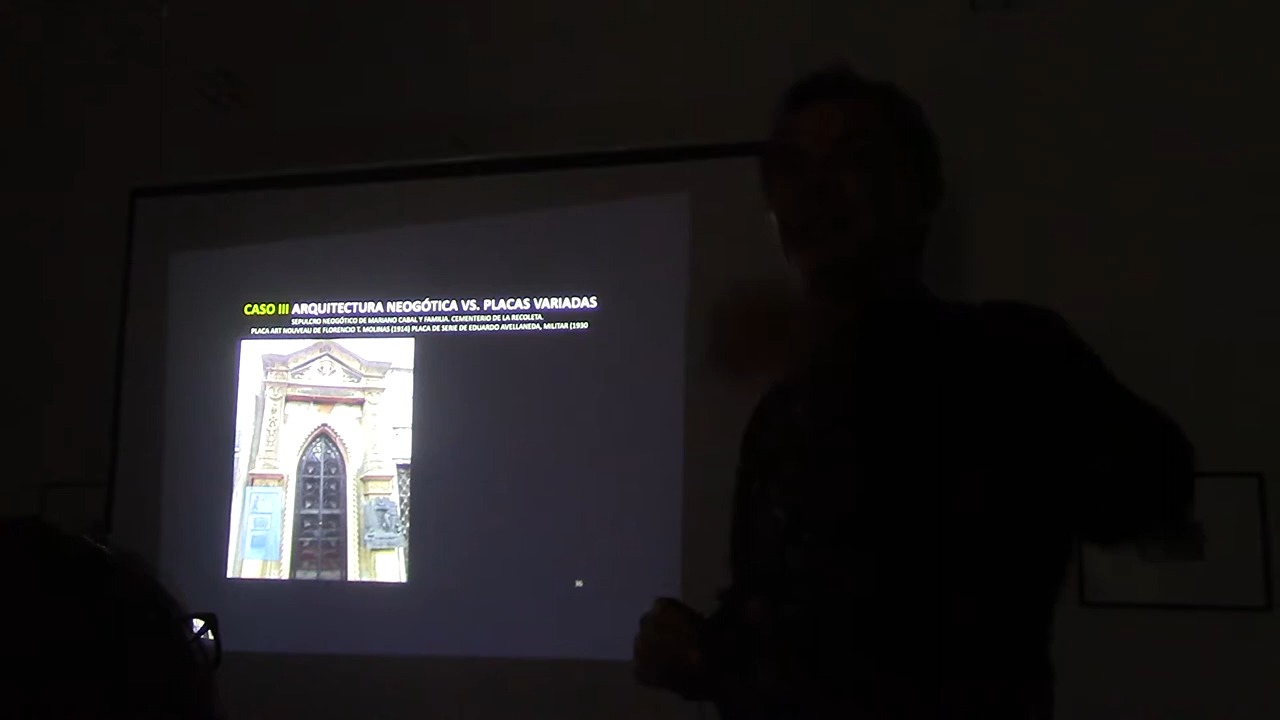 CASO III ARQUITECTURA NEOGÓTICA VS. PLACAS VARIADAS
SEPULCRO NEOGÓTICO DE MARIANO CABAL Y FAMILIA. CEMENTERIO DE LA RECOLETA.
PLACA ART NOUVEAU DE FLORENCIO T. MOLINAS (1914) PLACA DE SERIE DE EDUARDO AVELLANEDA, MILITAR (1930